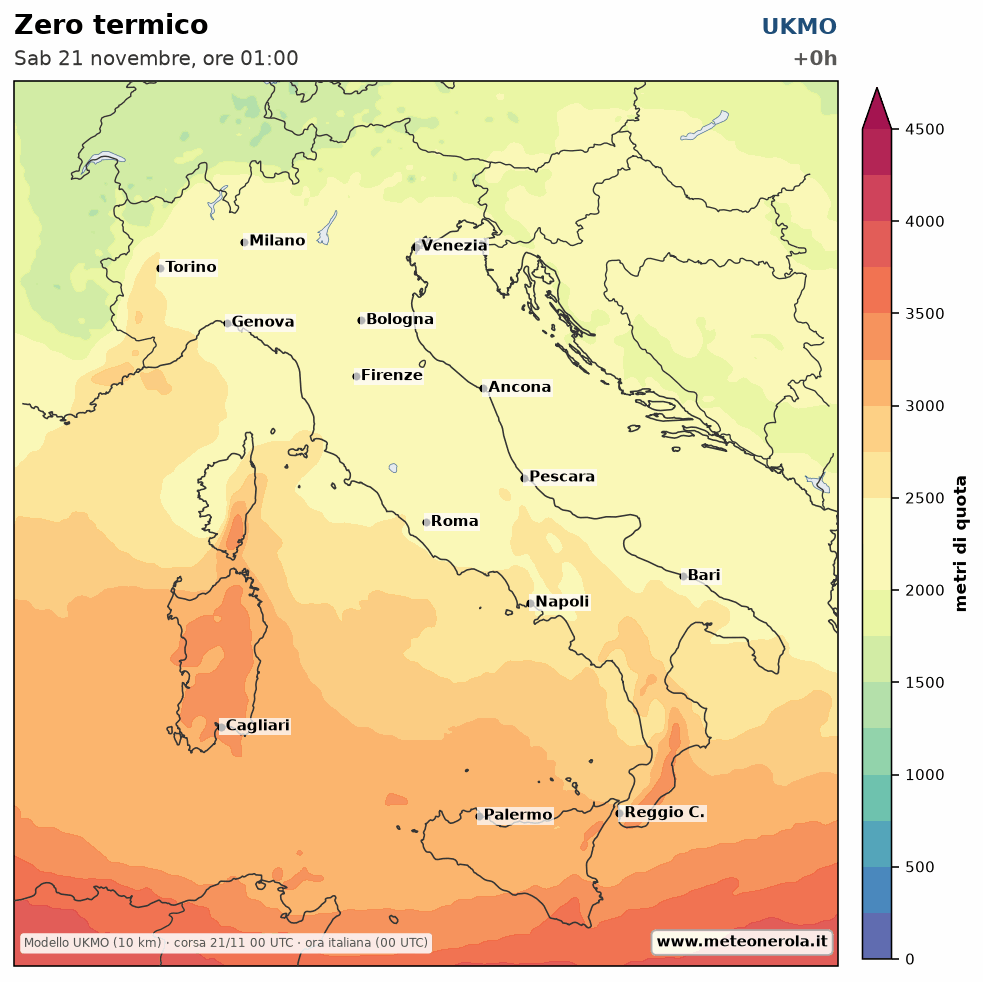 Zero termico
UKMO
Sab 21 novembre, ore 01:00
+0h
Milano
Venezia
Torino
Genova
Bologna
Firenze
Ancona
Pescara
Roma
Bari
Napoli
Cagliari
Palermo
Reggio C.
4500
4000
3500
3000
2500
2000
1500
1000
500
0
metri di quota
Modello UKMO (10 km) · corsa 21/11 00 UTC · ora italiana (00 UTC)
www.meteonerola.it